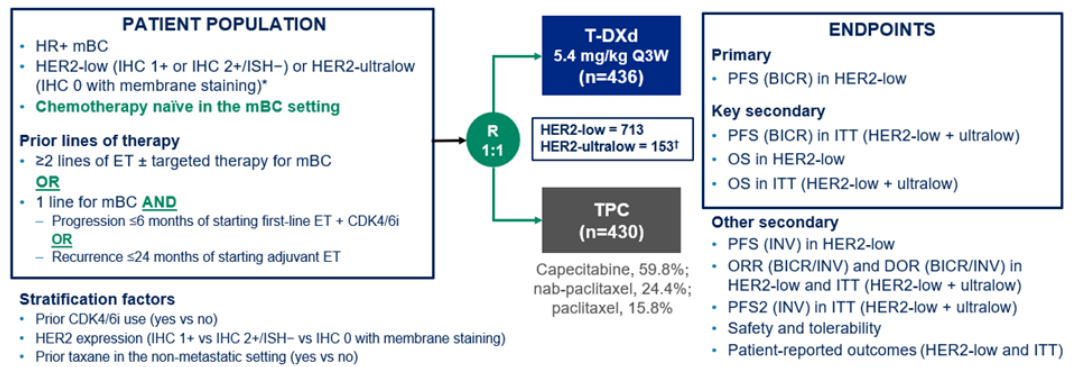 PATIENT POPULATION
• HR+ mBC
• HER2-low (IHC 1+ or IHC 2+/ISH−) or HER2-ultralow
(IHC 0 with membrane staining)*
• Chemotherapy naïve in the mBC setting
Prior lines of therapy
• ≥2 lines of ET ± targeted therapy for mBC
OR
• 1 line for mBC AND
– Progression ≤6 months of starting first-line ET + CDK4/6i
OR
– Recurrence ≤24 months of starting adjuvant ET
Stratification factors
• Prior CDK4/6i use (yes vs no)
• HER2 expression (IHC 1+ vs IHC 2+/ISH− vs IHC 0 with membrane staining)
• Prior taxane in the non-metastatic setting (yes vs no)
R
1:1
T-DXd
5.4 mg/kg Q3W
(n=436)
HER2-low = 713
HER2-ultralow = 153†
TPC
(n=430)
Capecitabine, 59.8%;
nab-paclitaxel, 24.4%;
paclitaxel, 15.8%
ENDPOINTS
Primary
• PFS (BICR) in HER2-low
Key secondary
• PFS (BICR) in ITT (HER2-low + ultralow)
• OS in HER2-low
• OS in ITT (HER2-low + ultralow)
Other secondary
• PFS (INV) in HER2-low
• ORR (BICR/INV) and DOR (BICR/INV) in
HER2-low and ITT (HER2-low + ultralow)
• PFS2 (INV) in ITT (HER2-low + ultralow)
• Safety and tolerability
• Patient-reported outcomes (HER2-low and ITT)